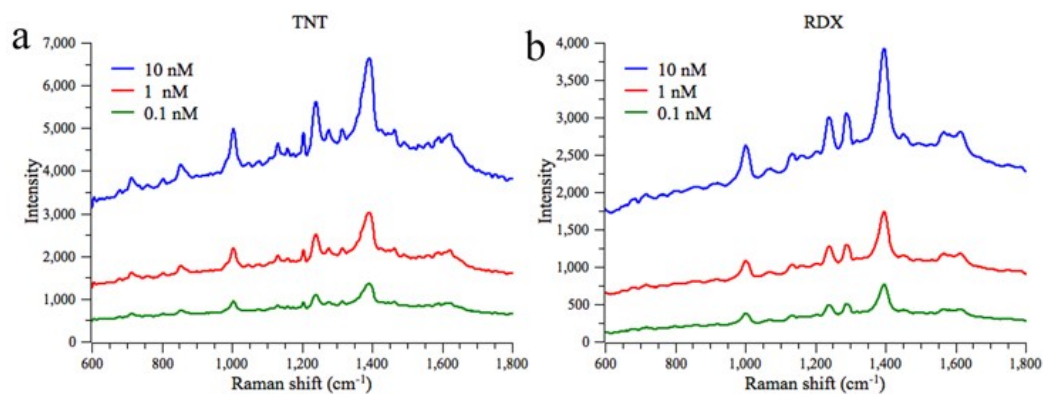 a
TNT
7,000
6,000
5,000
4,000
3,000
2,000
1,000
0
Intensity
10 nM
1 nM
0.1 nM
600
800
1,000
1,200
1,400
1,600
1,800
Raman shift (cm⁻¹)
b
RDX
4,000
3,500
3,000
2,500
2,000
1,500
1,000
500
0
Intensity
10 nM
1 nM
0.1 nM
600
800
1,000
1,200
1,400
1,600
1,800
Raman shift (cm⁻¹)